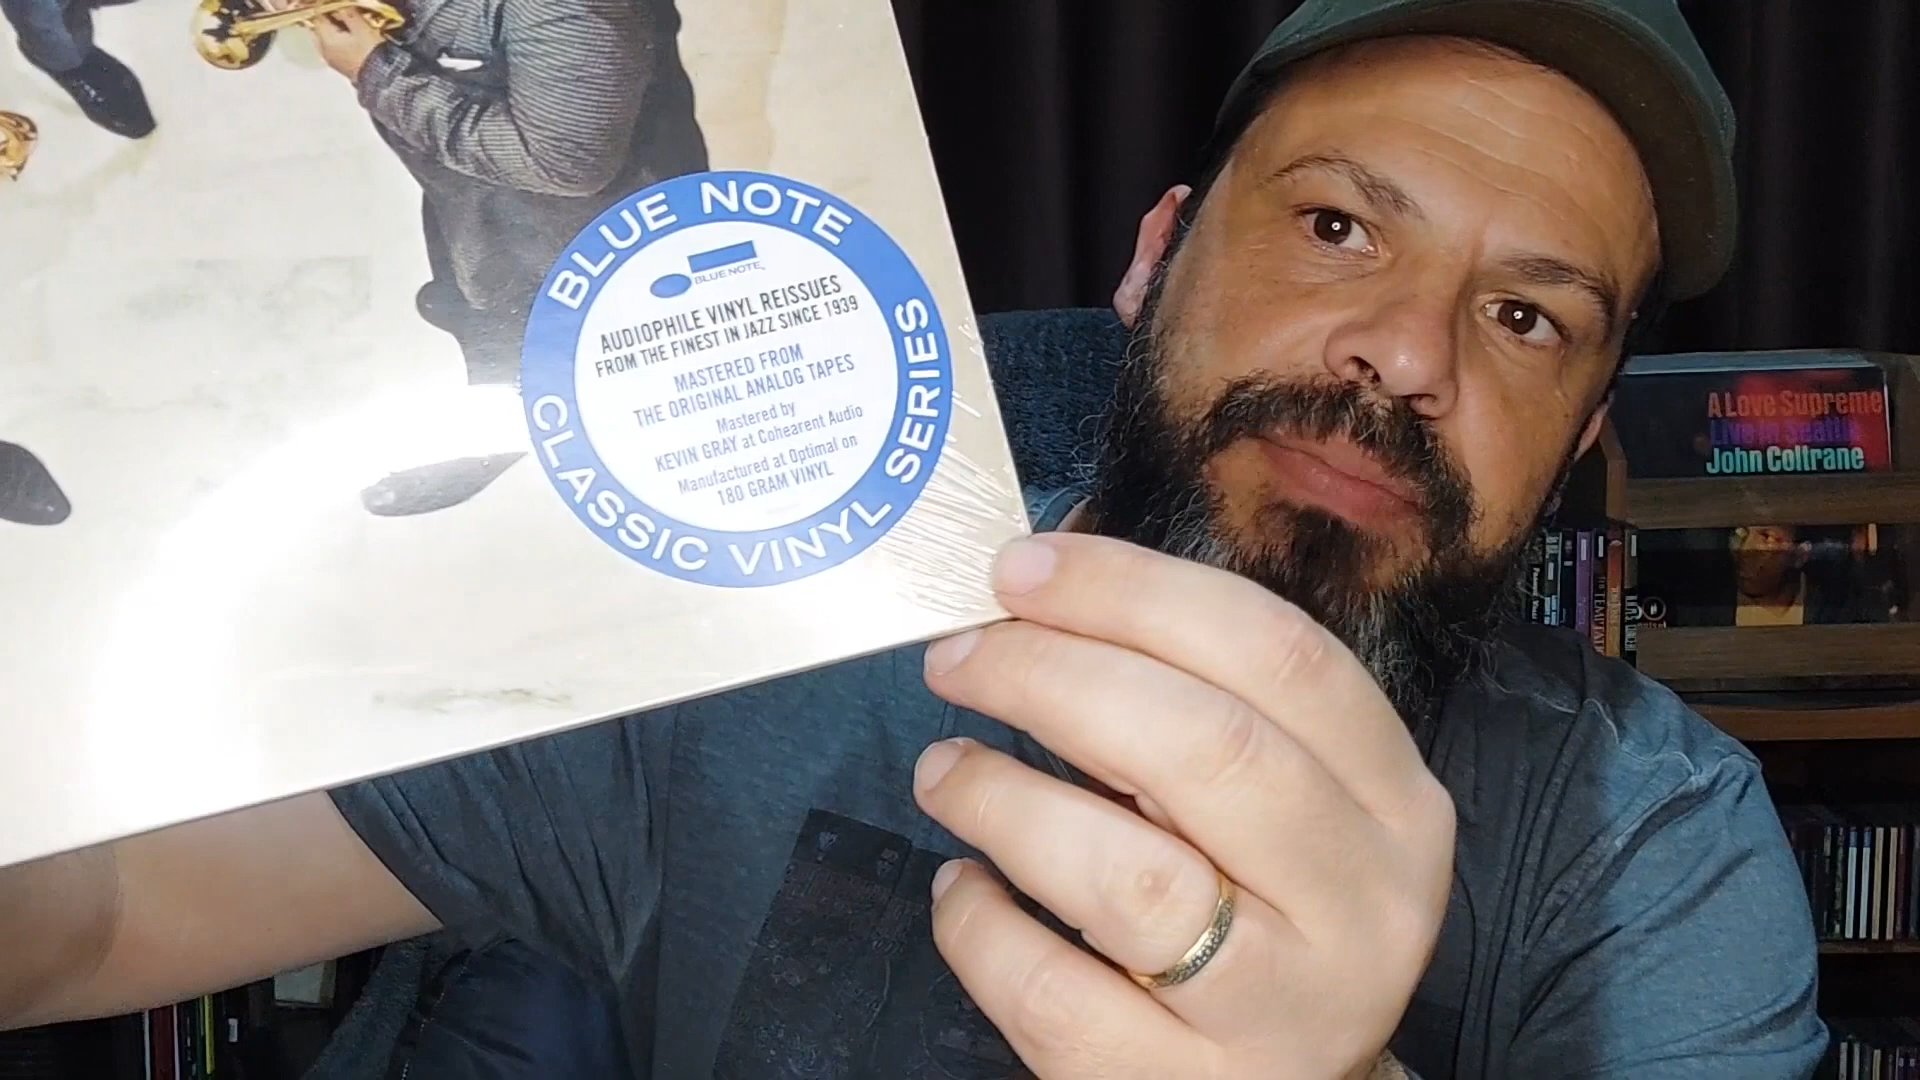 BLUE NOTE
BLUE NOTE
AUDIOPHILE VINYL REISSUES
FROM THE FINEST IN JAZZ SINCE 1939
MASTERED FROM
THE ORIGINAL ANALOG TAPES
Mastered by
KEVIN GRAY at Cohearent Audio
Manufactured at Optimal on
180 GRAM VINYL
CLASSIC VINYL SERIES
A Love Supreme
Live in Seattle
John Coltrane